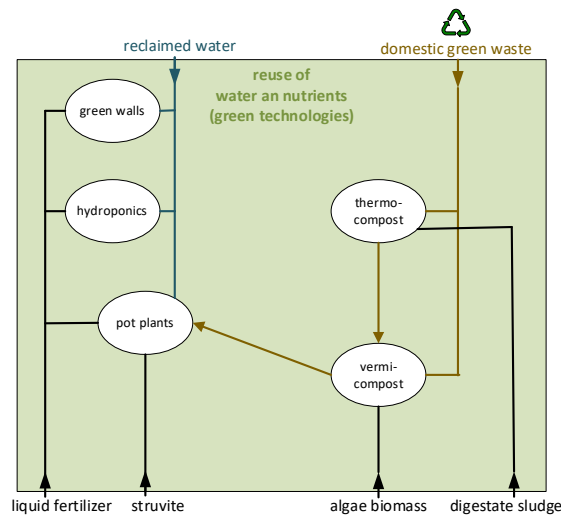 reclaimed water
domestic green waste
reuse of
water an nutrients
(green technologies)
green walls
hydroponics
thermo-
compost
pot plants
vermi-
compost
liquid fertilizer
struvite
algae biomass
digestate sludge